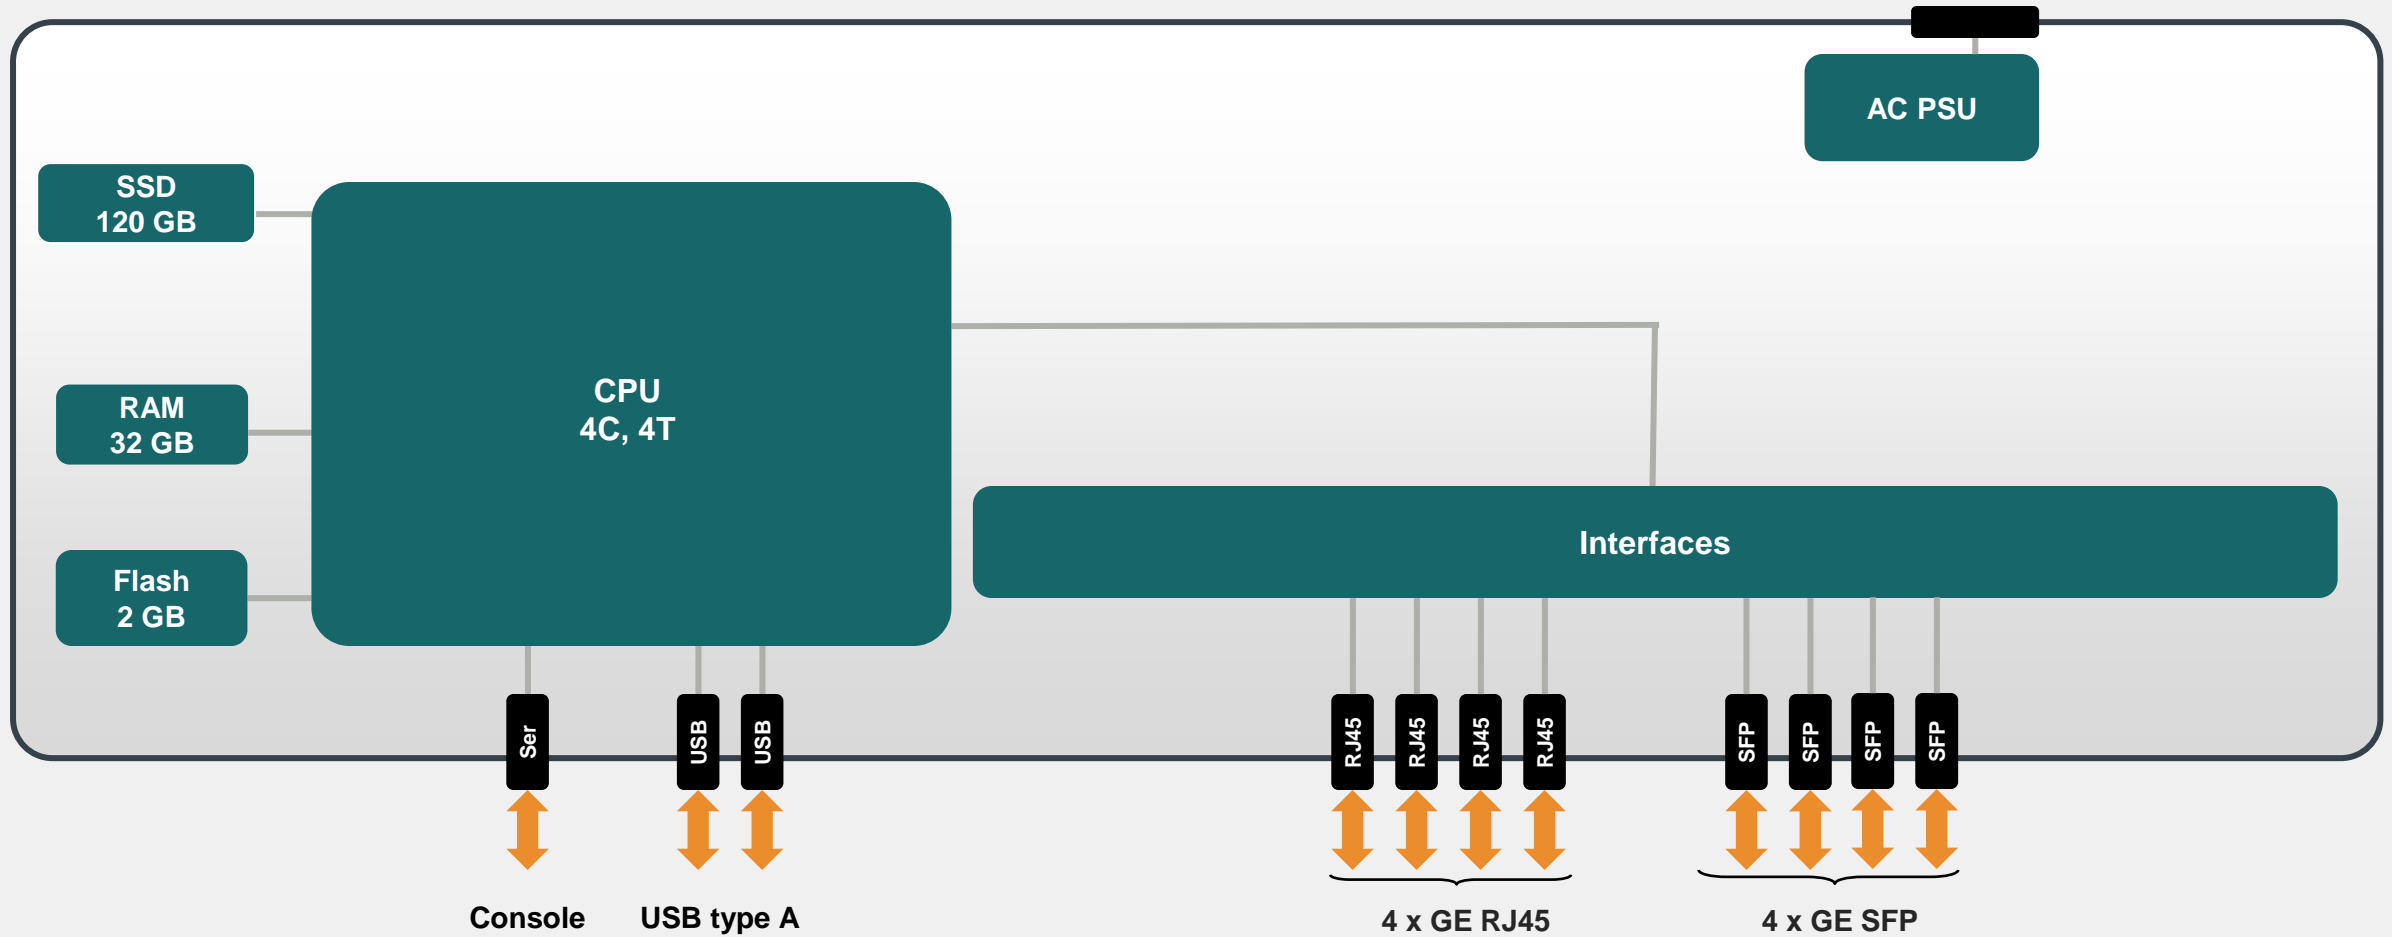 AC PSU
SSD
120 GB
CPU
4C, 4T
RAM
32 GB
Interfaces
Flash
2 GB
Ser
USB
USB
RJ45
RJ45
RJ45
RJ45
SFP
SFP
SFP
SFP
Console
USB type A
4 x GE RJ45
4 x GE SFP